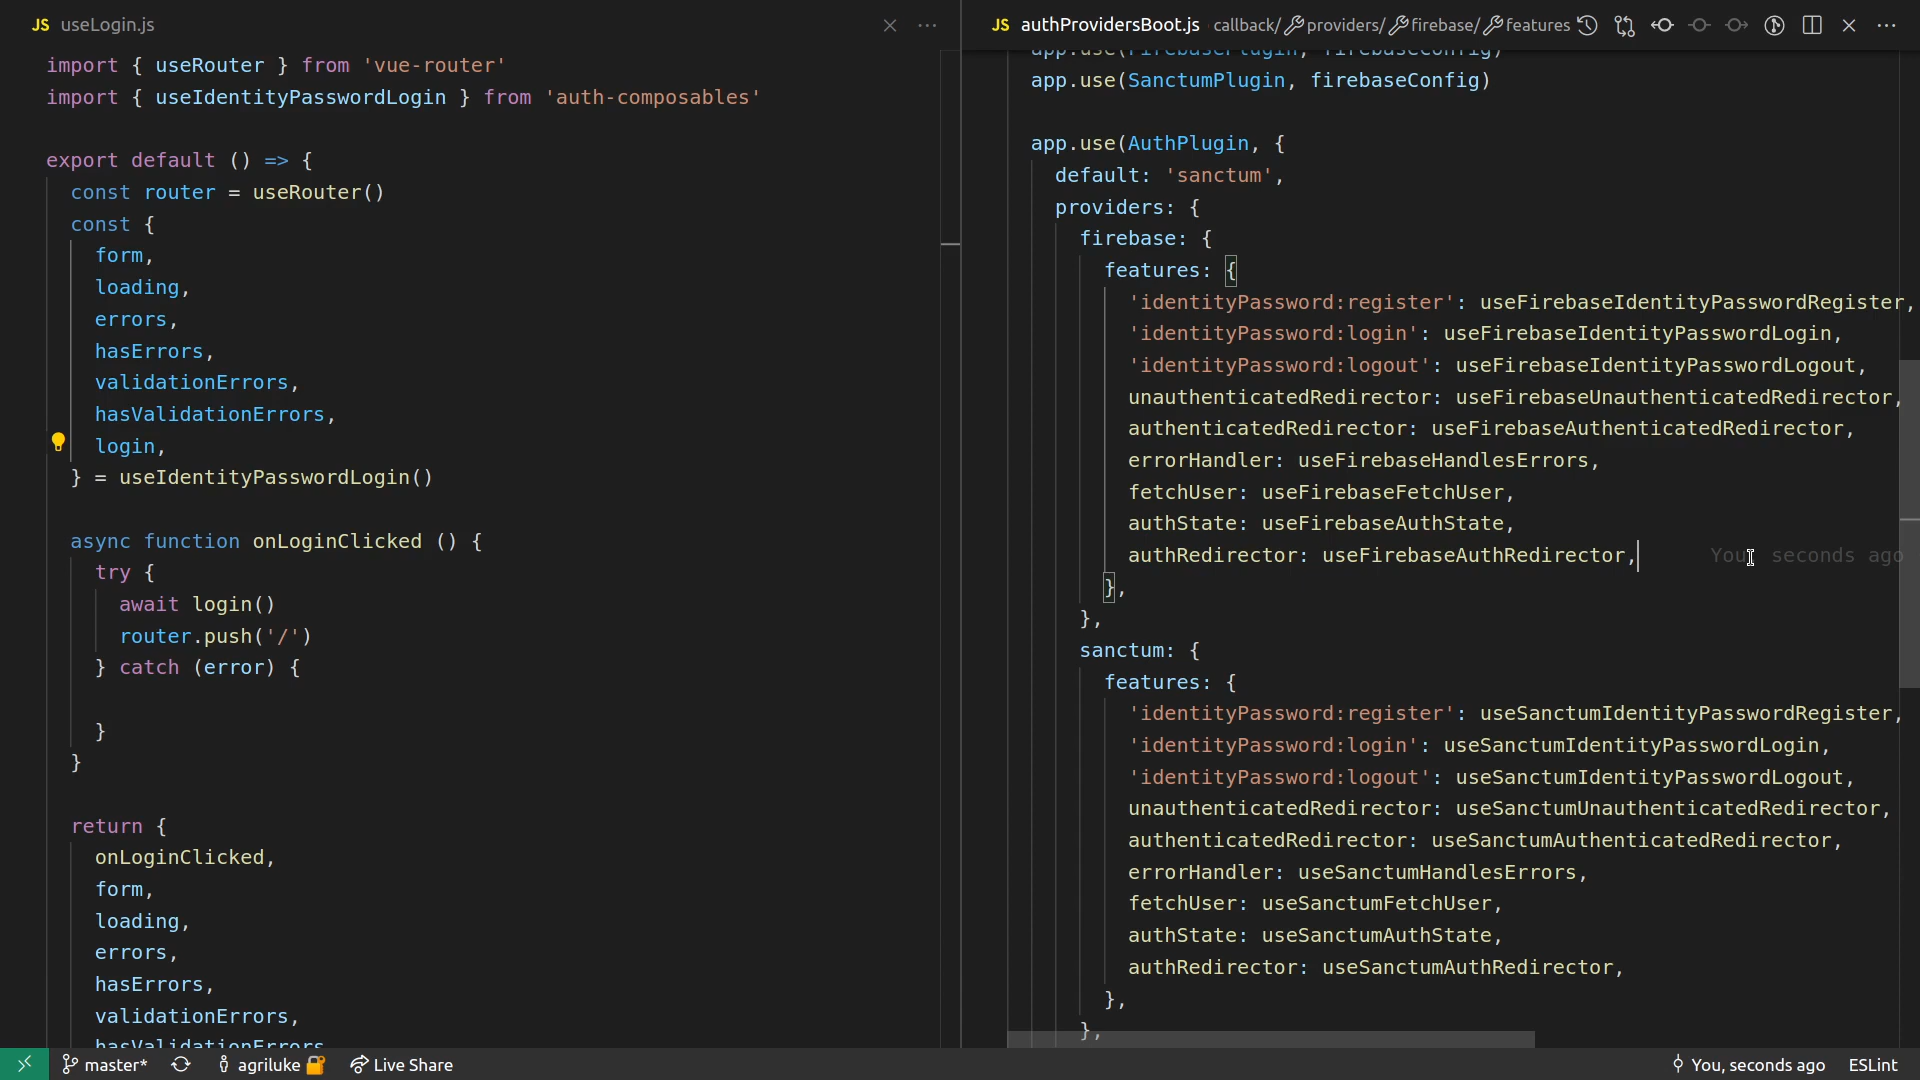 JS useLogin.js
import { useRouter } from 'vue-router'
import { useIdentityPasswordLogin } from 'auth-composables'
export default () => {
const router = useRouter()
const {
form,
loading,
errors,
hasErrors,
validationErrors,
hasValidationErrors,
login,
} = useIdentityPasswordLogin()
async function onLoginClicked () {
try {
await login()
router.push('/')
} catch (error) {
}
}
return {
onLoginClicked,
form,
loading,
errors,
hasErrors,
validationErrors,
hasValidationErrors
JS authProvidersBoot.js callback/ providers/ firebase/ features
app.use(FirebasePlugin, firebaseConfig)
app.use(SanctumPlugin, firebaseConfig)
app.use(AuthPlugin, {
default: 'sanctum',
providers: {
firebase: {
features: {
'identityPassword:register': useFirebaseIdentityPasswordRegister,
'identityPassword:login': useFirebaseIdentityPasswordLogin,
'identityPassword:logout': useFirebaseIdentityPasswordLogout,
unauthenticatedRedirector: useFirebaseUnauthenticatedRedirector,
authenticatedRedirector: useFirebaseAuthenticatedRedirector,
errorHandler: useFirebaseHandlesErrors,
fetchUser: useFirebaseFetchUser,
authState: useFirebaseAuthState,
authRedirector: useFirebaseAuthRedirector, You, seconds ago
},
},
sanctum: {
features: {
'identityPassword:register': useSanctumIdentityPasswordRegister,
'identityPassword:login': useSanctumIdentityPasswordLogin,
'identityPassword:logout': useSanctumIdentityPasswordLogout,
unauthenticatedRedirector: useSanctumUnauthenticatedRedirector,
authenticatedRedirector: useSanctumAuthenticatedRedirector,
errorHandler: useSanctumHandlesErrors,
fetchUser: useSanctumFetchUser,
authState: useSanctumAuthState,
authRedirector: useSanctumAuthRedirector,
},
},
master* agriluke Live Share You, seconds ago ESLint